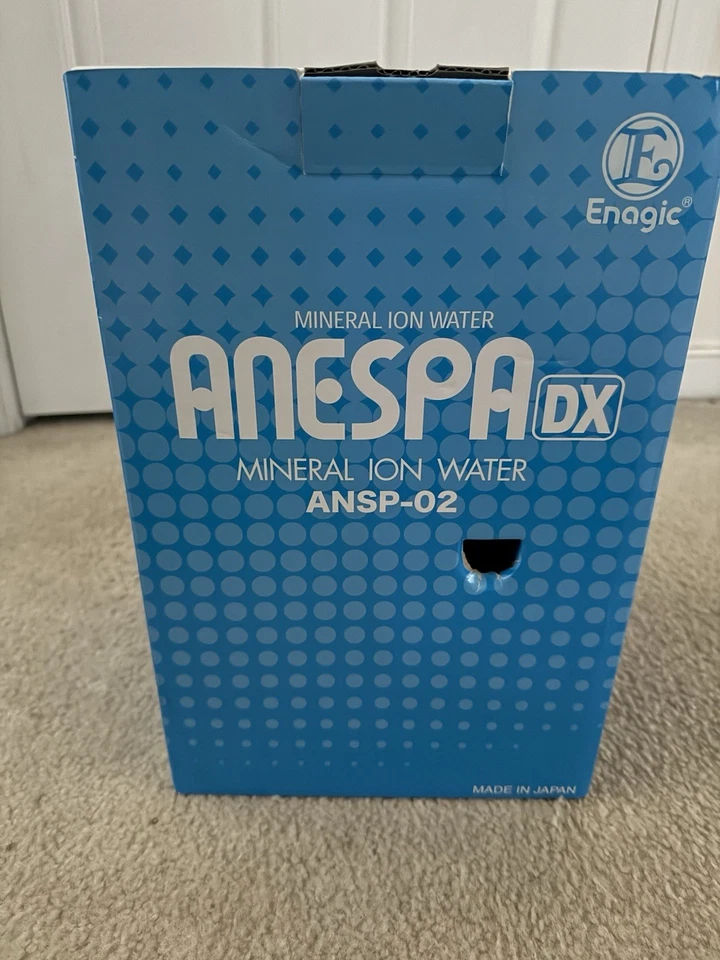 E
Enagic®
MINERAL ION WATER
ANESPA DX
MINERAL ION WATER
ANSP-02
MADE IN JAPAN